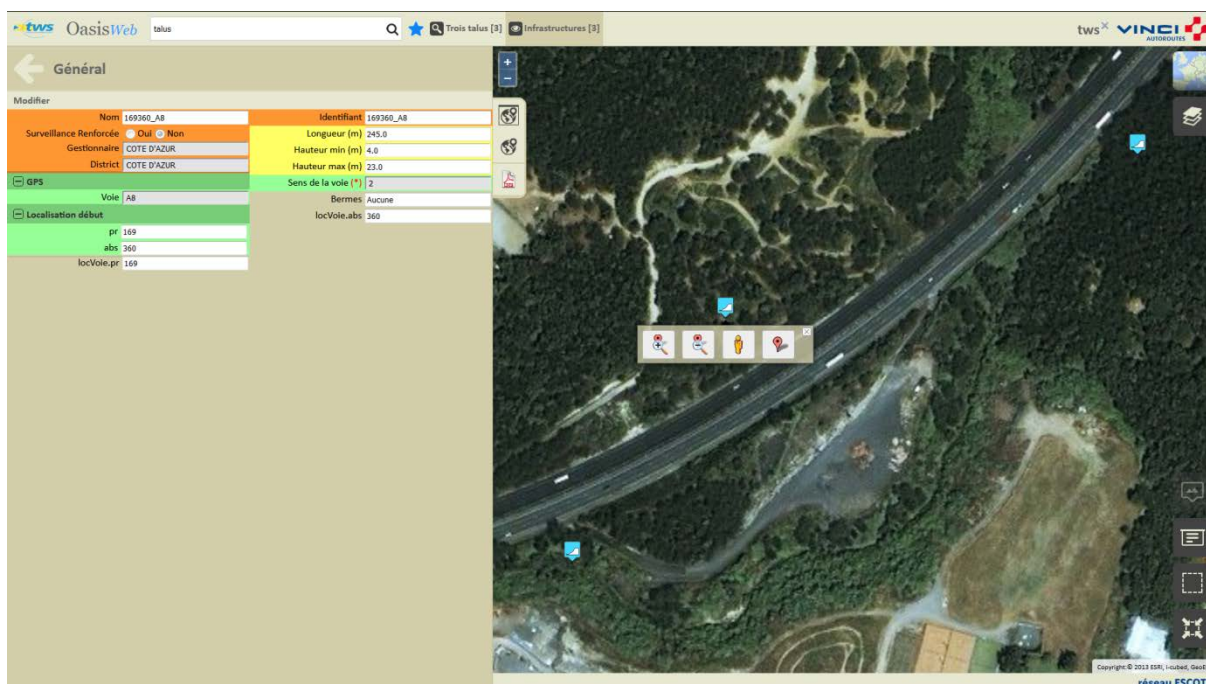 tws OasisWeb talus Trois talus [3] Infrastructures [3] tws× VINCI AUTOROUTES
Général
Modifier
Nom 169360_A8 Identifiant 169360_A8
Surveillance Renforcée Oui Non Longueur (m) 245.0
Gestionnaire COTE D'AZUR Hauteur min (m) 4.0
District COTE D'AZUR Hauteur max (m) 23.0
GPS Sens de la voie (*) 2
Voie A8 Bermes Aucune
Localisation début locVoie.abs 360
pr 169
abs 360
locVoie.pr 169
Copyright © 2013 ESRI, i-cubed, GeoE
réseau ESCOT